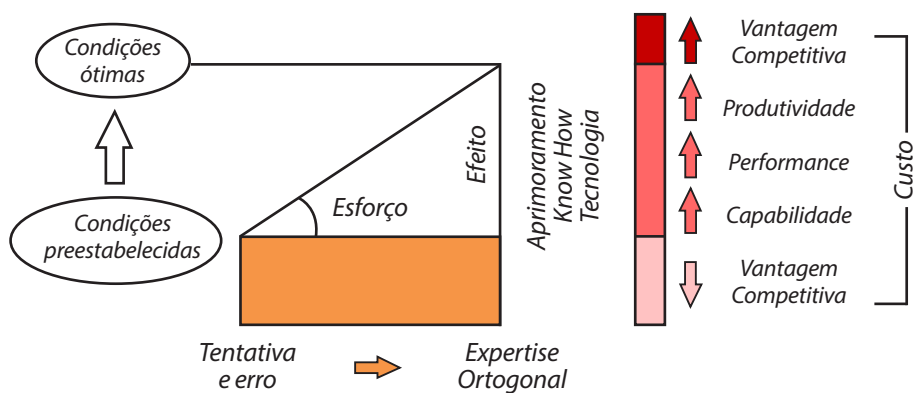 Condições
ótimas
Condições
preestabelecidas
Esforço
Efeito
Tentativa
e erro
Expertise
Ortogonal
Aprimoramento
Know How
Tecnologia
Vantagem
Competitiva
Produtividade
Performance
Capabilidade
Vantagem
Competitiva
Custo